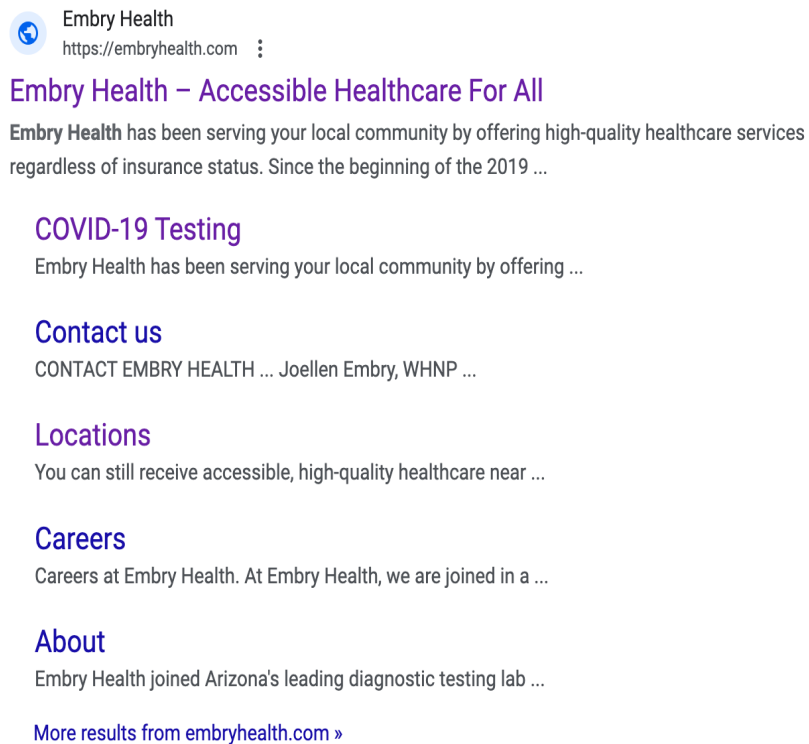 Embry Health
https://embryhealth.com
Embry Health – Accessible Healthcare For All
Embry Health has been serving your local community by offering high-quality healthcare services
regardless of insurance status. Since the beginning of the 2019 ...
COVID-19 Testing
Embry Health has been serving your local community by offering ...
Contact us
CONTACT EMBRY HEALTH ... Joellen Embry, WHNP ...
Locations
You can still receive accessible, high-quality healthcare near ...
Careers
Careers at Embry Health. At Embry Health, we are joined in a ...
About
Embry Health joined Arizona's leading diagnostic testing lab ...
More results from embryhealth.com »